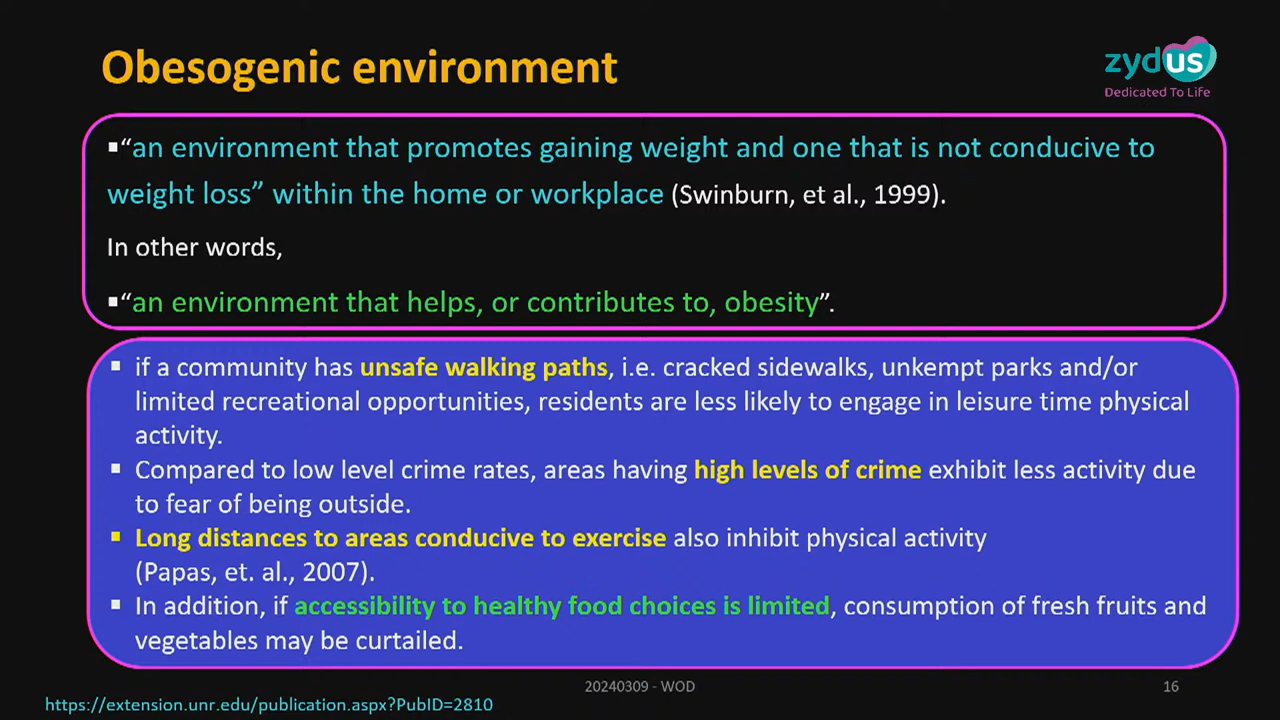 Obesogenic environment
zydus
Dedicated To Life
▪“an environment that promotes gaining weight and one that is not conducive to
weight loss” within the home or workplace (Swinburn, et al., 1999).
In other words,
▪“an environment that helps, or contributes to, obesity”.
▪ if a community has unsafe walking paths, i.e. cracked sidewalks, unkempt parks and/or
limited recreational opportunities, residents are less likely to engage in leisure time physical
activity.
▪ Compared to low level crime rates, areas having high levels of crime exhibit less activity due
to fear of being outside.
▪ Long distances to areas conducive to exercise also inhibit physical activity
(Papas, et. al., 2007).
▪ In addition, if accessibility to healthy food choices is limited, consumption of fresh fruits and
vegetables may be curtailed.
20240309 - WOD
16
https://extension.unr.edu/publication.aspx?PubID=2810